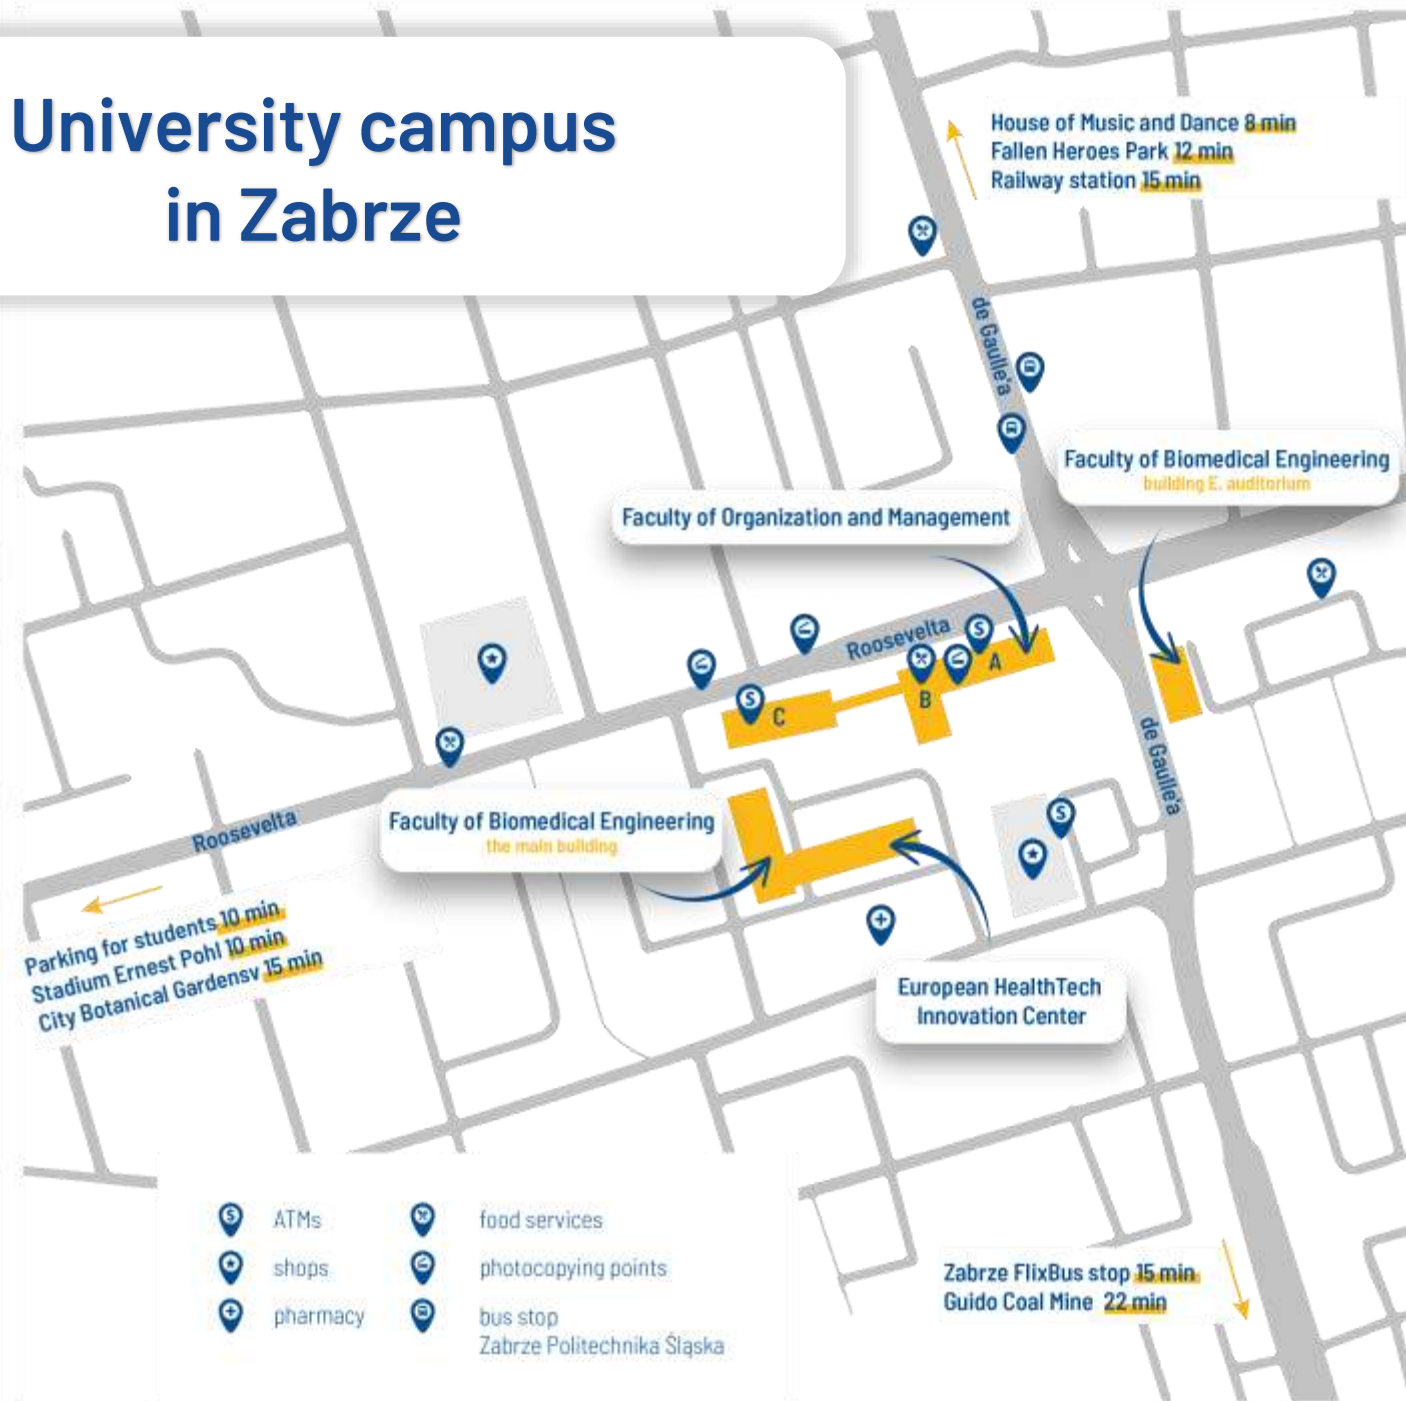 University campus
in Zabrze
House of Music and Dance 8 min
Fallen Heroes Park 12 min
Railway station 15 min
de Gaulle'a
Faculty of Biomedical Engineering
building E. auditorium
Faculty of Organization and Management
Roosevelta
A
B
C
de Gaulle'a
Faculty of Biomedical Engineering
the main building
Roosevelta
Parking for students 10 min
Stadium Ernest Pohl 10 min
City Botanical Gardensv 15 min
European HealthTech
Innovation Center
ATMs
food services
shops
photocopying points
pharmacy
bus stop
Zabrze Politechnika Śląska
Zabrze FlixBus stop 15 min
Guido Coal Mine 22 min